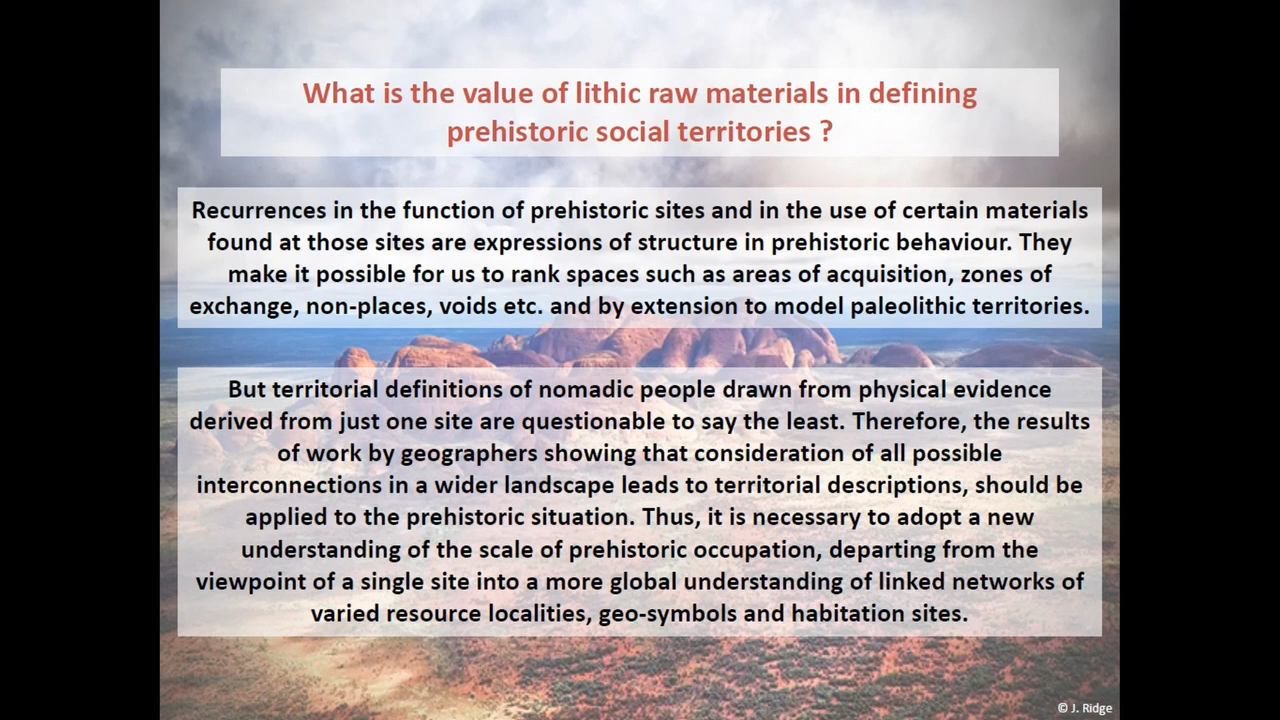 What is the value of lithic raw materials in defining
prehistoric social territories ?
Recurrences in the function of prehistoric sites and in the use of certain materials
found at those sites are expressions of structure in prehistoric behaviour. They
make it possible for us to rank spaces such as areas of acquisition, zones of
exchange, non-places, voids etc. and by extension to model paleolithic territories.
But territorial definitions of nomadic people drawn from physical evidence
derived from just one site are questionable to say the least. Therefore, the results
of work by geographers showing that consideration of all possible
interconnections in a wider landscape leads to territorial descriptions, should be
applied to the prehistoric situation. Thus, it is necessary to adopt a new
understanding of the scale of prehistoric occupation, departing from the
viewpoint of a single site into a more global understanding of linked networks of
varied resource localities, geo-symbols and habitation sites.
© J. Ridge